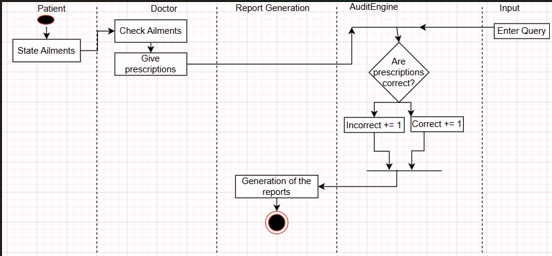 Patient
Doctor
Report Generation
AuditEngine
Input
State Ailments
Check Ailments
Give
prescriptions
Enter Query
Are
prescriptions
correct?
Incorrect += 1
Correct += 1
Generation of the
reports